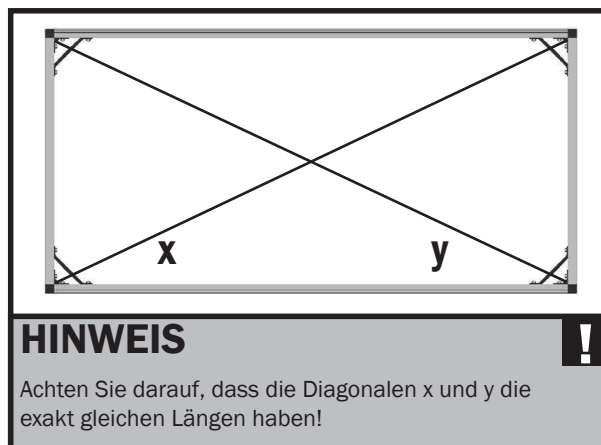 x y
HINWEIS
!
Achten Sie darauf, dass die Diagonalen x und y die
exakt gleichen Längen haben!